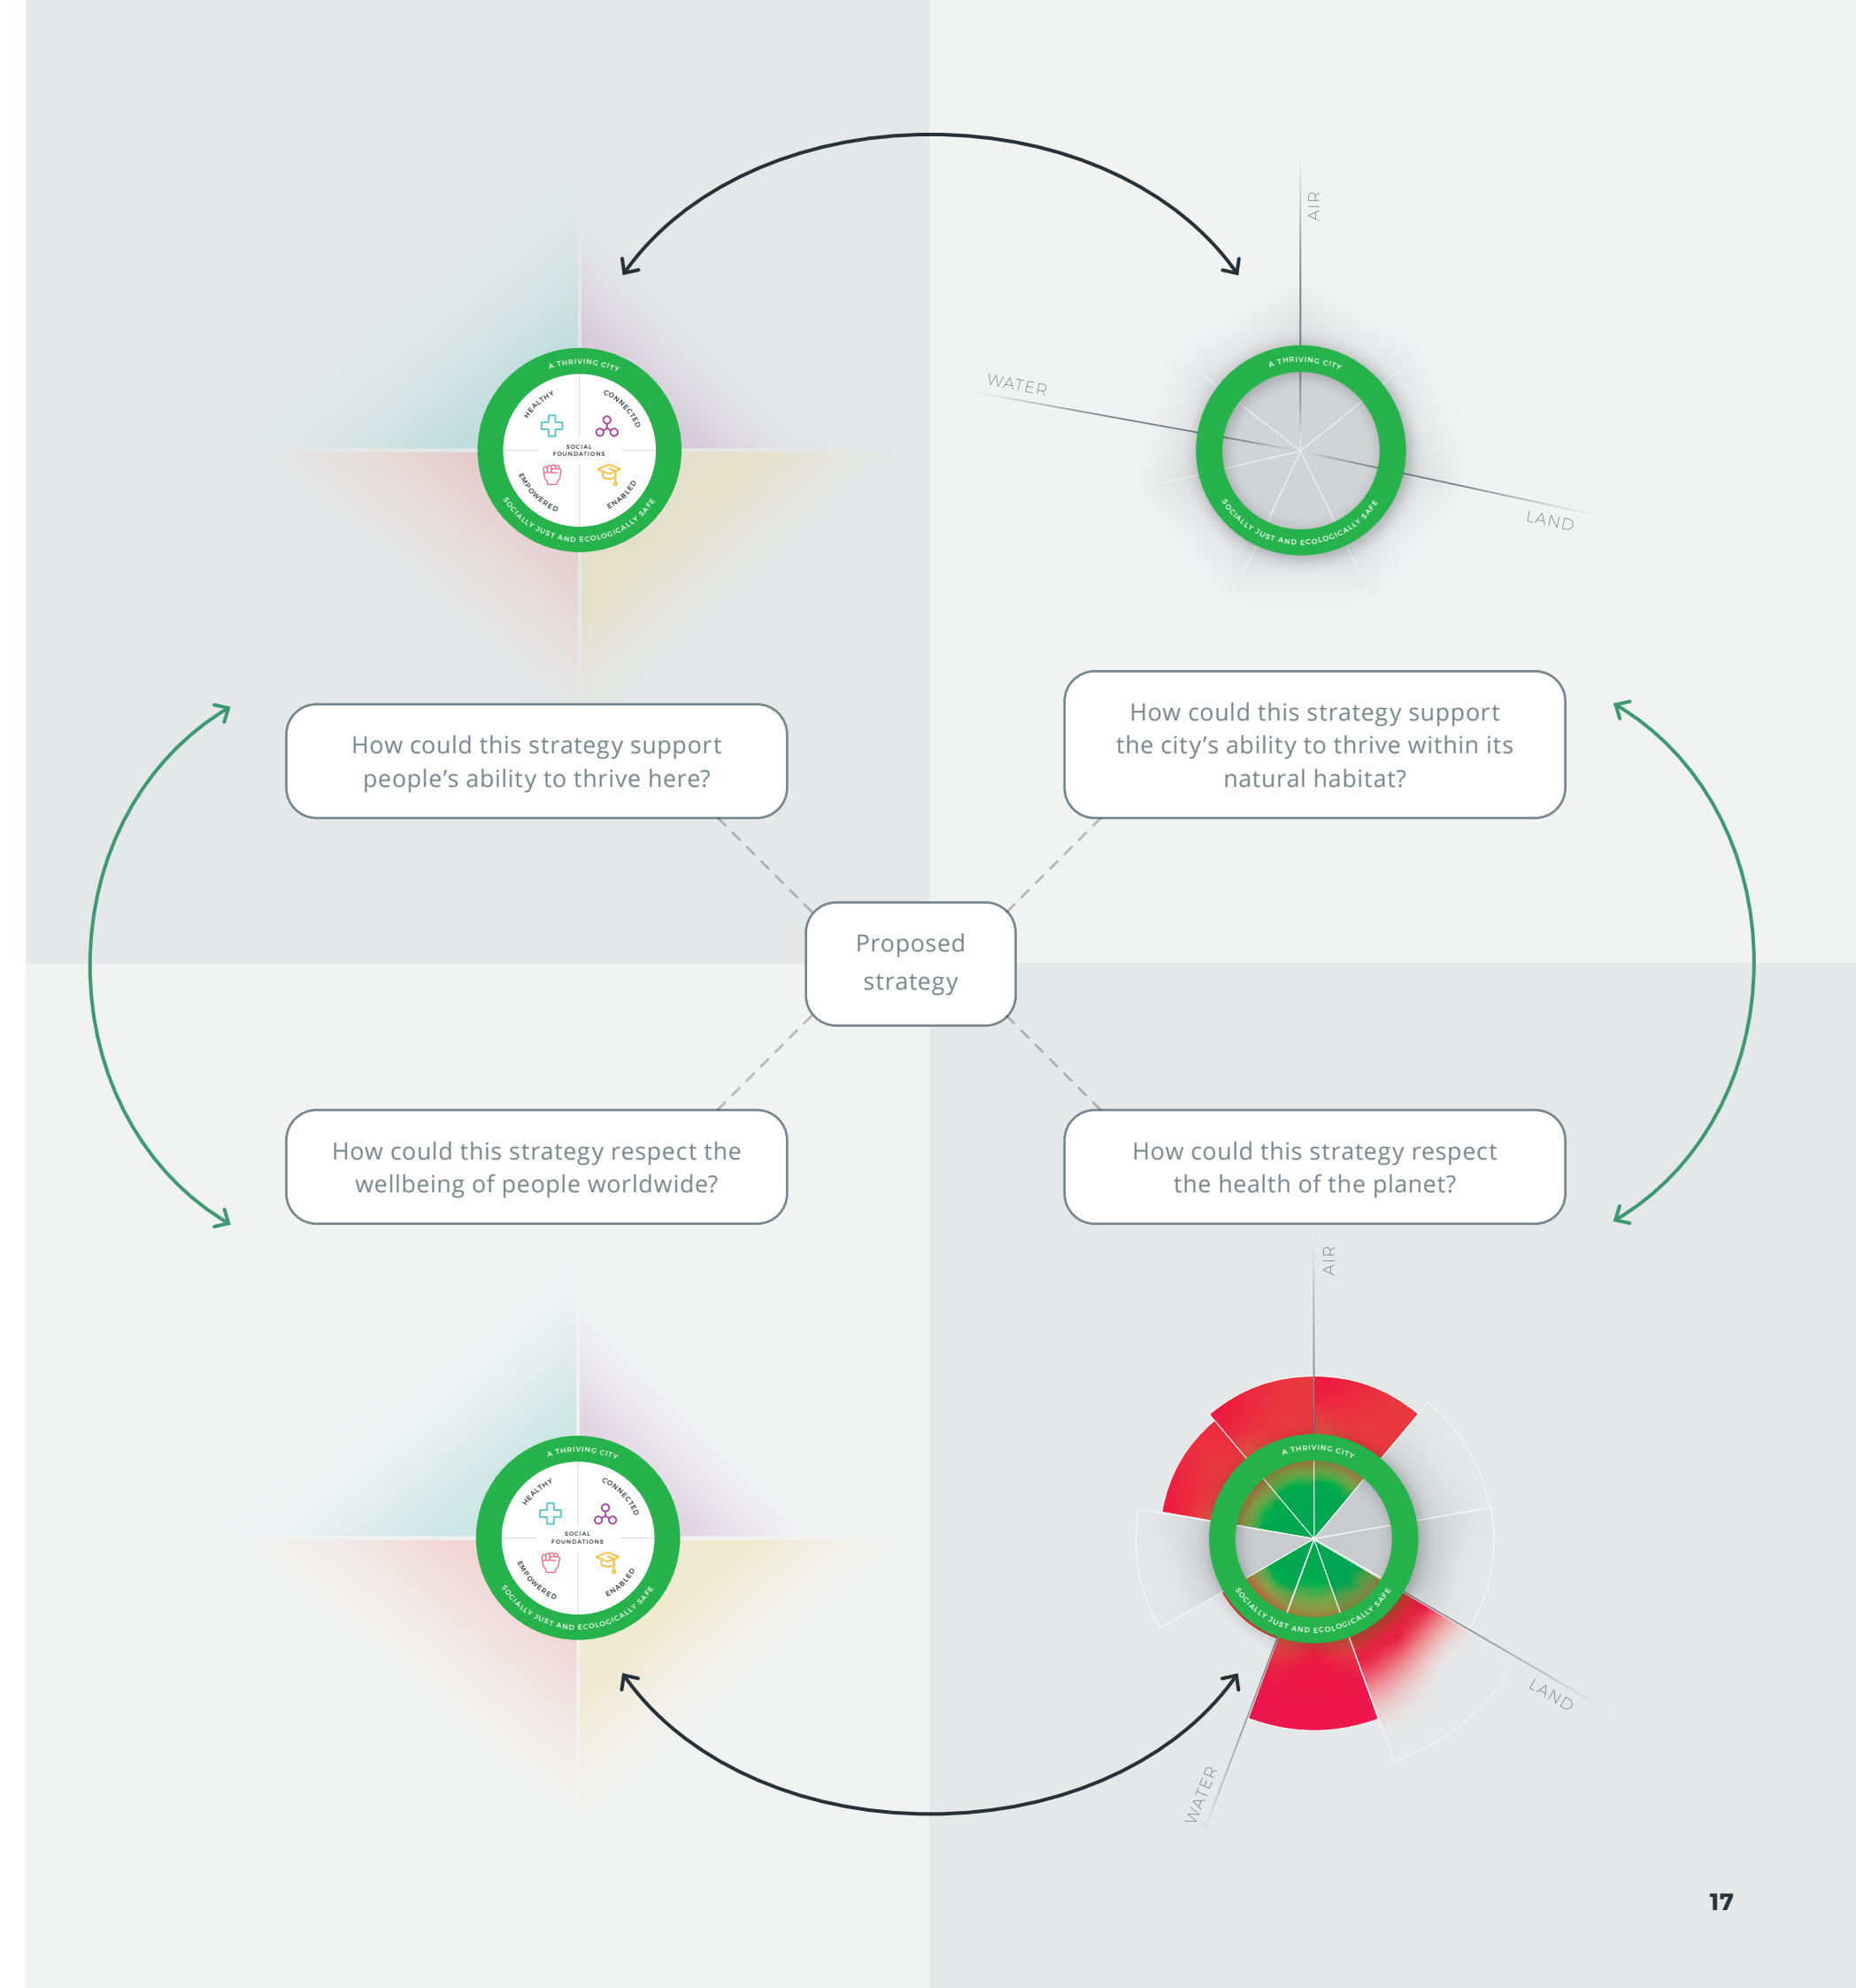 A THRIVING CITY
HEALTHY
CONNECTED
SOCIAL
FOUNDATIONS
EMPOWERED
ENABLED
SOCIALLY JUST AND ECOLOGICALLY SAFE
AIR
WATER
LAND
A THRIVING CITY
SOCIALLY JUST AND ECOLOGICALLY SAFE
How could this strategy support
people’s ability to thrive here?
How could this strategy support
the city’s ability to thrive within its
natural habitat?
Proposed
strategy
How could this strategy respect the
wellbeing of people worldwide?
How could this strategy respect
the health of the planet?
A THRIVING CITY
HEALTHY
CONNECTED
SOCIAL
FOUNDATIONS
EMPOWERED
ENABLED
SOCIALLY JUST AND ECOLOGICALLY SAFE
AIR
A THRIVING CITY
SOCIALLY JUST AND ECOLOGICALLY SAFE
LAND
WATER
17